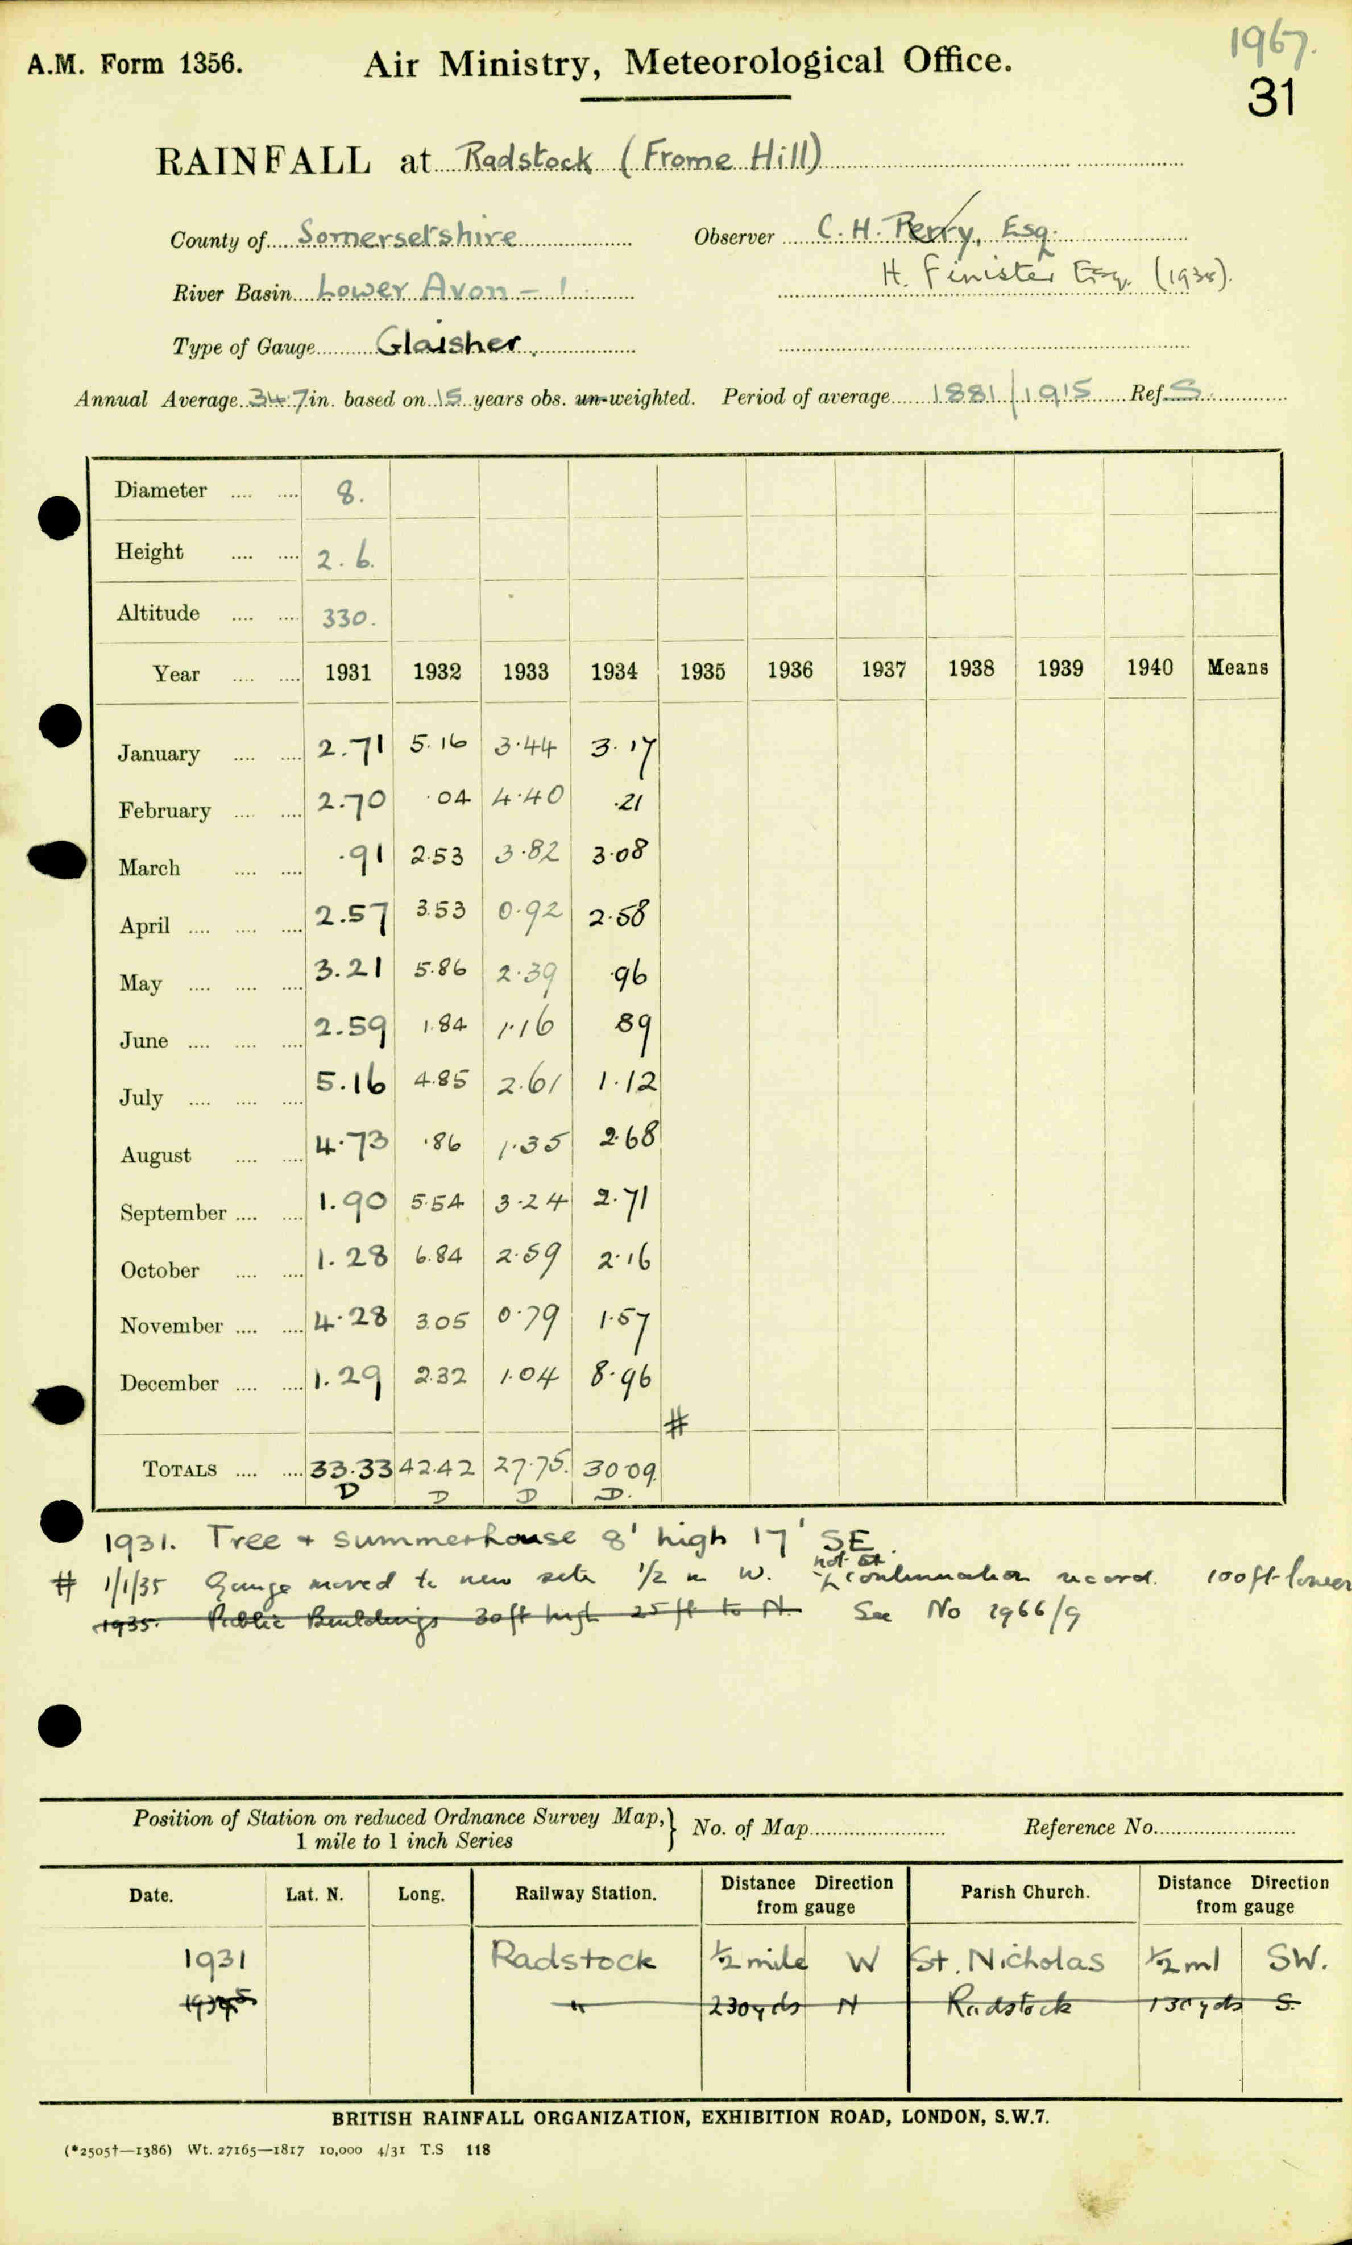 1967.
A.M. Form 1356. Air Ministry, Meteorological Office.
31
RAINFALL at Radstock (Frome Hill)
County of Somersetshire Observer C. H. Perry, Esq.
H. Finister Esq. (1935).
River Basin Lower Avon - 1
Type of Gauge Glaisher.
Annual Average 34.7 in. based on 15 years obs. un-weighted. Period of average 1881/1915 Ref. S.
Diameter .... .... 8.
Height .... .... 2.6.
Altitude .... .... 330.
Year .... .... 1931 1932 1933 1934 1935 1936 1937 1938 1939 1940 Means
January .... .... 2.71 5.16 3.44 3.17
February .... .... 2.70 .04 4.40 .21
March .... .... .91 2.53 3.82 3.08
April .... .... .... 2.57 3.53 0.92 2.58
May .... .... .... 3.21 5.86 2.39 .96
June .... .... .... 2.59 1.84 1.16 89
July .... .... .... 5.16 4.85 2.61 1.12
August .... .... 4.73 .86 1.35 2.68
September .... .... 1.90 5.54 3.24 2.71
October .... .... 1.28 6.84 2.59 2.16
November .... .... 4.28 3.05 0.79 1.57
December .... .... 1.29 2.32 1.04 8.96
#
TOTALS .... .... 33.33 42.42 27.75. 30.09.
D D D D.
1931. Tree + summerhouse 8' high 17' SE.
# 1/1/35 Gauge moved to new site 1/2 m W. not a continuation record. 100ft lower
1935. Public Buildings 30ft high 25ft to N. See No 1966/9
Position of Station on reduced Ordnance Survey Map,} No. of Map Reference No.
1 mile to 1 inch Series
Date. Lat. N. Long. Railway Station. Distance Direction from gauge Parish Church. Distance Direction from gauge
1931 Radstock 1/2 mile W St. Nicholas 1/2 ml SW.
1935 " 230yds N Radstock 130yds S.
BRITISH RAINFALL ORGANIZATION, EXHIBITION ROAD, LONDON, S.W.7.
(*2505†—1386) Wt. 27165—1817 10,000 4/31 T.S 118